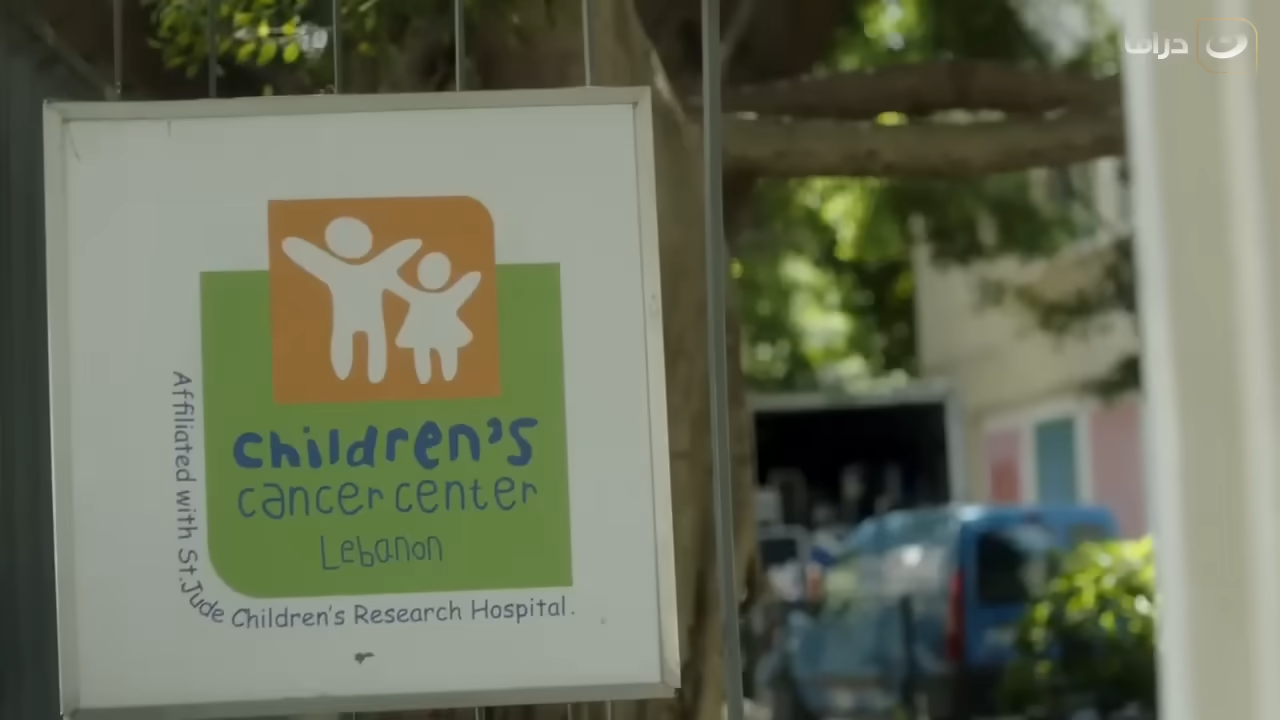 دراما
children's
cancer center
Lebanon
Affiliated with St.Jude Children's Research Hospital.